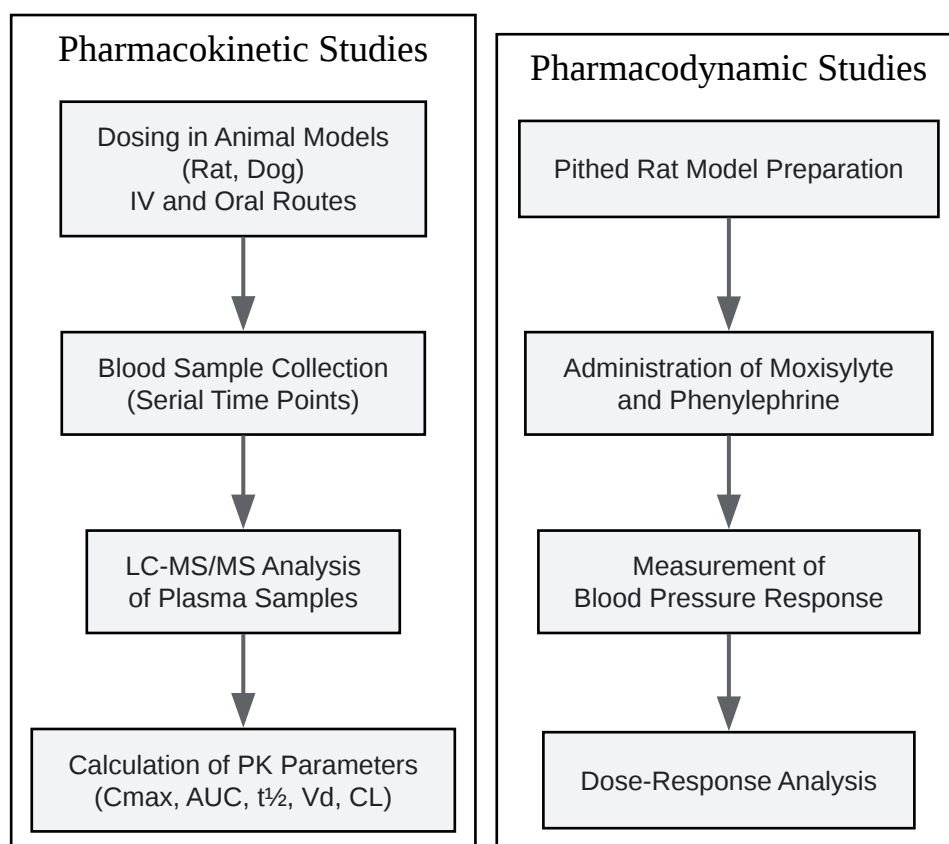 Pharmacokinetic Studies
Dosing in Animal Models
(Rat, Dog)
IV and Oral Routes
Blood Sample Collection
(Serial Time Points)
LC-MS/MS Analysis
of Plasma Samples
Calculation of PK Parameters
(Cmax, AUC, t½, Vd, CL)
Pharmacodynamic Studies
Pithed Rat Model Preparation
Administration of Moxisylyte
and Phenylephrine
Measurement of
Blood Pressure Response
Dose-Response Analysis